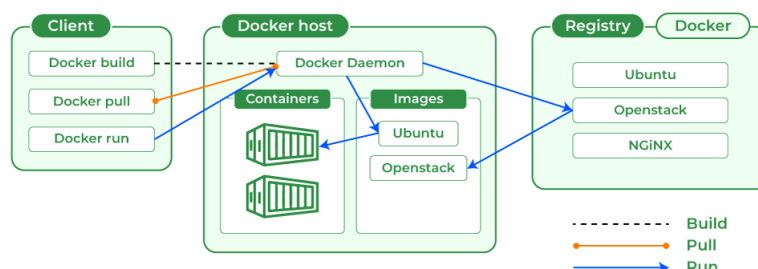 Client
Docker build
Docker pull
Docker run
Docker host
Docker Daemon
Containers
Images
Ubuntu
Openstack
Registry
Docker
Ubuntu
Openstack
NGiNX
Build
Pull
Run